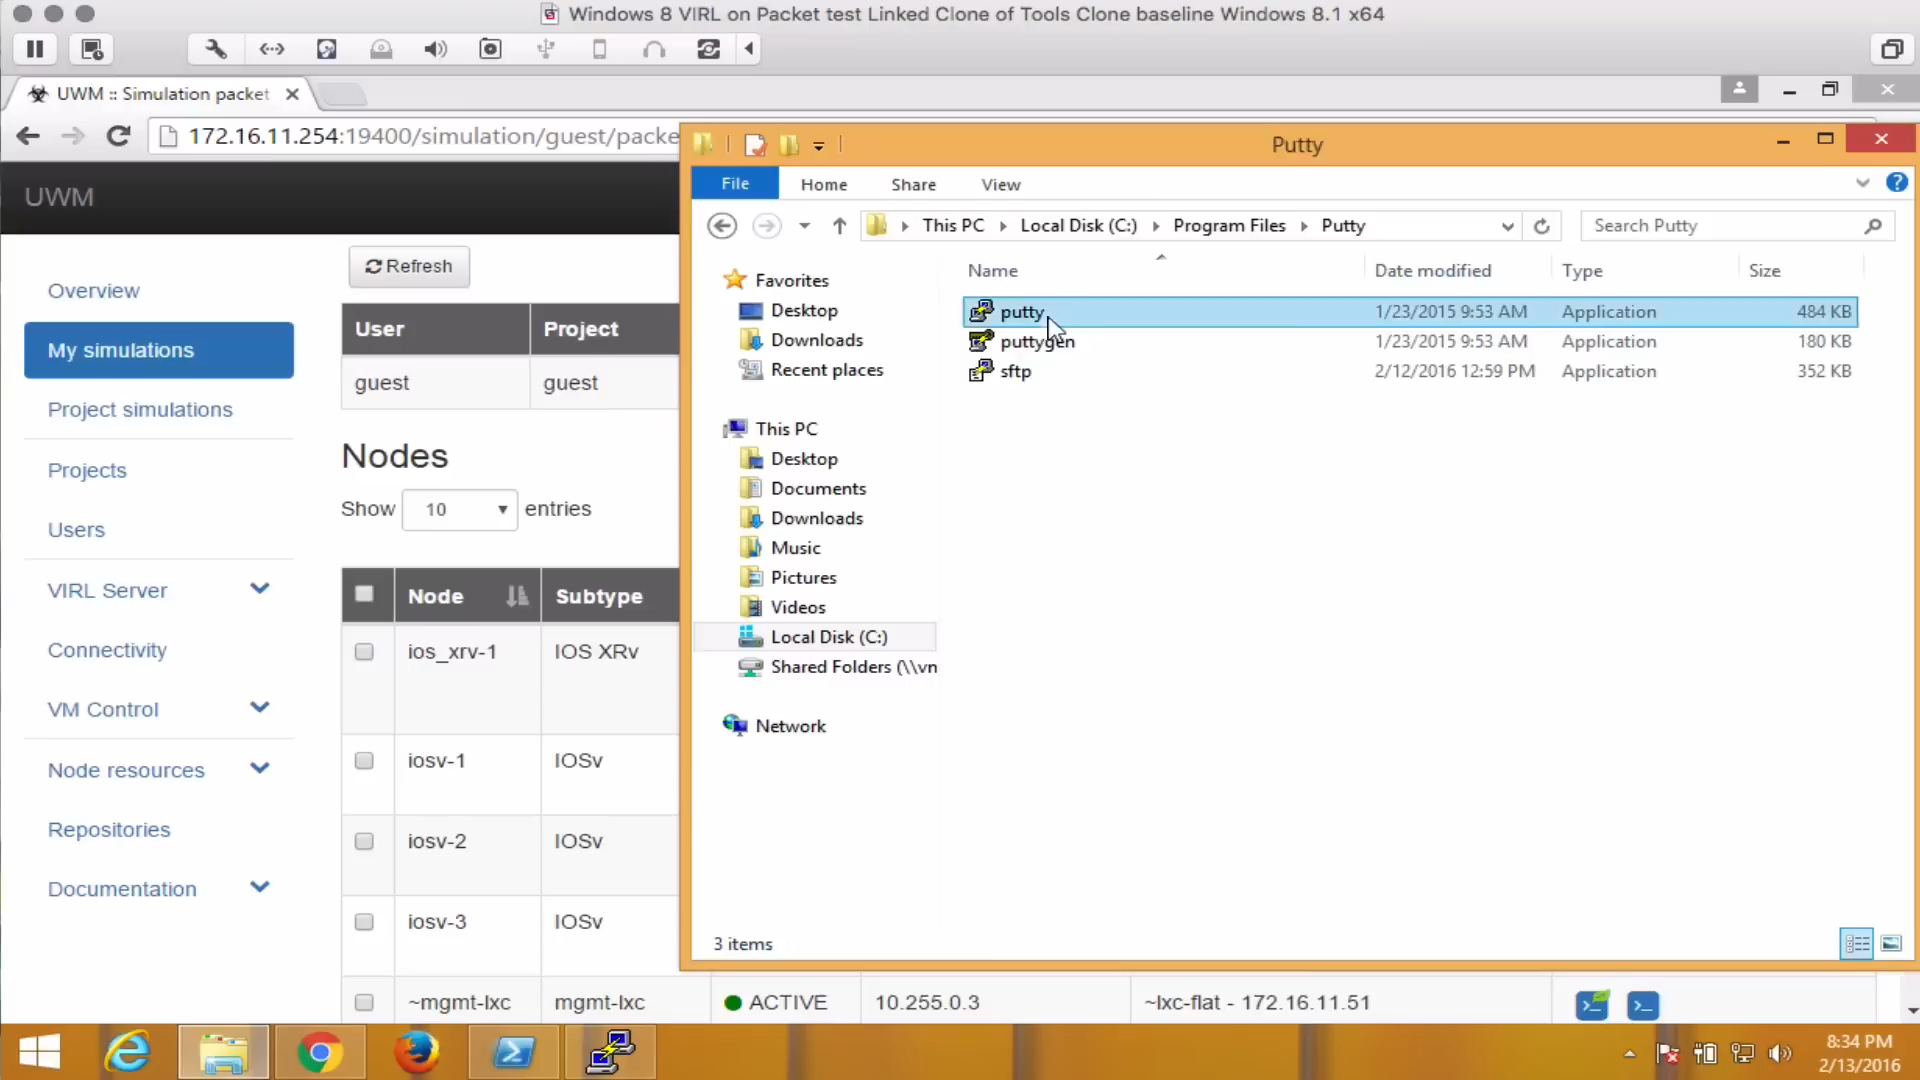 Windows 8 VIRL on Packet test Linked Clone of Tools Clone baseline Windows 8.1 x64
UWM :: Simulation packet
172.16.11.254:19400/simulation/guest/packe
Putty
File
Home
Share
View
This PC
Local Disk (C:)
Program Files
Putty
Search Putty
Name
Date modified
Type
Size
Favorites
Desktop
Downloads
Recent places
This PC
Desktop
Documents
Downloads
Music
Pictures
Videos
Local Disk (C:)
Shared Folders (\\vn
Network
putty 1/23/2015 9:53 AM Application 484 KB
puttygen 1/23/2015 9:53 AM Application 180 KB
sftp 2/12/2016 12:59 PM Application 352 KB
3 items
UWM
Overview
My simulations
Project simulations
Projects
Users
VIRL Server
Connectivity
VM Control
Node resources
Repositories
Documentation
Refresh
User Project
guest guest
Nodes
Show 10 entries
Node Subtype
ios_xrv-1 IOS XRv
iosv-1 IOSv
iosv-2 IOSv
iosv-3 IOSv
~mgmt-lxc mgmt-lxc ACTIVE 10.255.0.3 ~lxc-flat - 172.16.11.51
8:34 PM
2/13/2016